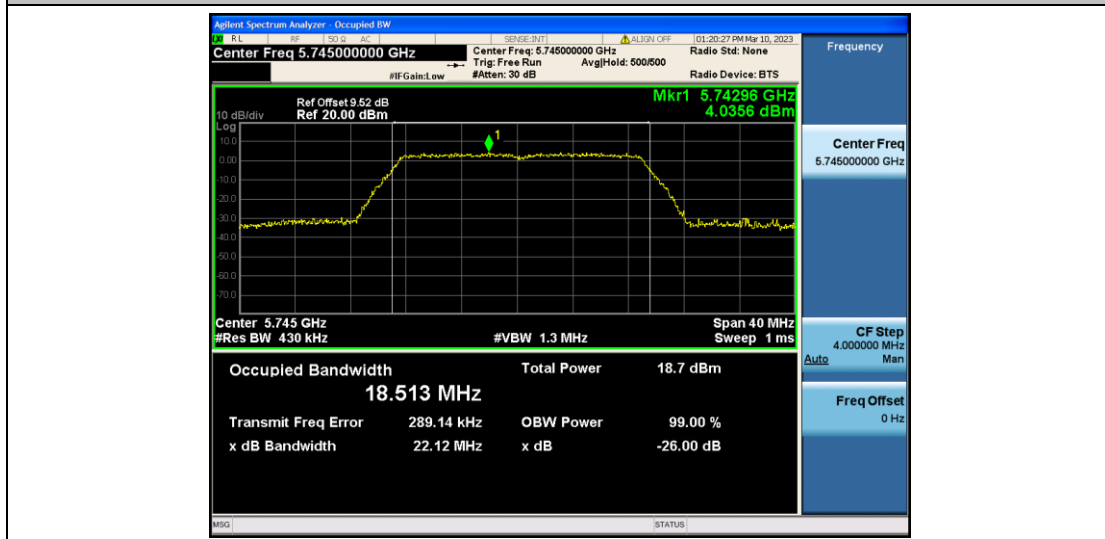 Agilent Spectrum Analyzer - Occupied BW
RL RF 50 Ω AC SENSE:INT ALIGN OFF 01:20:27 PM Mar 10, 2023
Center Freq 5.745000000 GHz Center Freq: 5.745000000 GHz Radio Std: None
Trig: Free Run Avg|Hold: 500/500
#IFGain:Low #Atten: 30 dB Radio Device: BTS
Frequency
Ref Offset 9.52 dB
10 dB/div Ref 20.00 dBm
Mkr1 5.74296 GHz
4.0356 dBm
Log
10.0
0.00
-10.0
-20.0
-30.0
-40.0
-50.0
-60.0
-70.0
1
Center 5.745 GHz Span 40 MHz
#Res BW 430 kHz #VBW 1.3 MHz Sweep 1 ms
Occupied Bandwidth Total Power 18.7 dBm
18.513 MHz
Transmit Freq Error 289.14 kHz OBW Power 99.00 %
x dB Bandwidth 22.12 MHz x dB -26.00 dB
Center Freq
5.745000000 GHz
CF Step
4.000000 MHz
Auto Man
Freq Offset
0 Hz
MSG STATUS